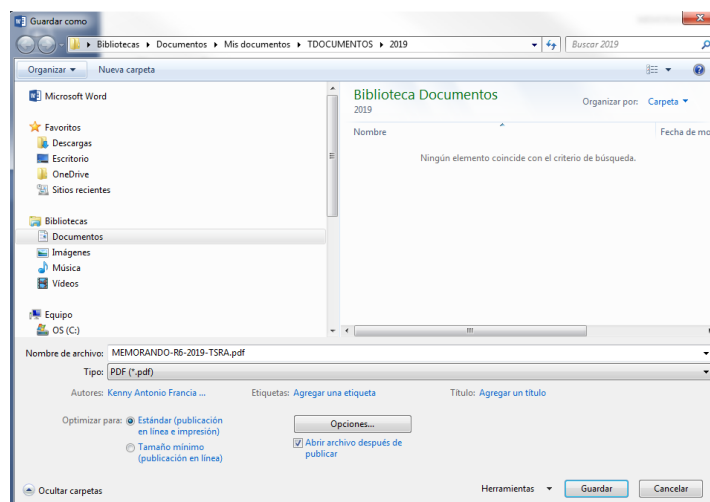 Guardar como
Bibliotecas ▸ Documentos ▸ Mis documentos ▸ TDOCUMENTOS ▸ 2019
Buscar 2019
Organizar
Nueva carpeta
Microsoft Word
Favoritos
Descargas
Escritorio
OneDrive
Sitios recientes
Bibliotecas
Documentos
Imágenes
Música
Vídeos
Equipo
OS (C:)
Biblioteca Documentos
2019
Organizar por: Carpeta
Nombre
Fecha de mo
Ningún elemento coincide con el criterio de búsqueda.
Nombre de archivo: MEMORANDO-R6-2019-TSRA.pdf
Tipo: PDF (*.pdf)
Autores: Kenny Antonio Francia ...
Etiquetas: Agregar una etiqueta
Título: Agregar un título
Optimizar para: Estándar (publicación
en línea e impresión)
Tamaño mínimo
(publicación en línea)
Opciones...
Abrir archivo después de
publicar
Ocultar carpetas
Herramientas
Guardar
Cancelar